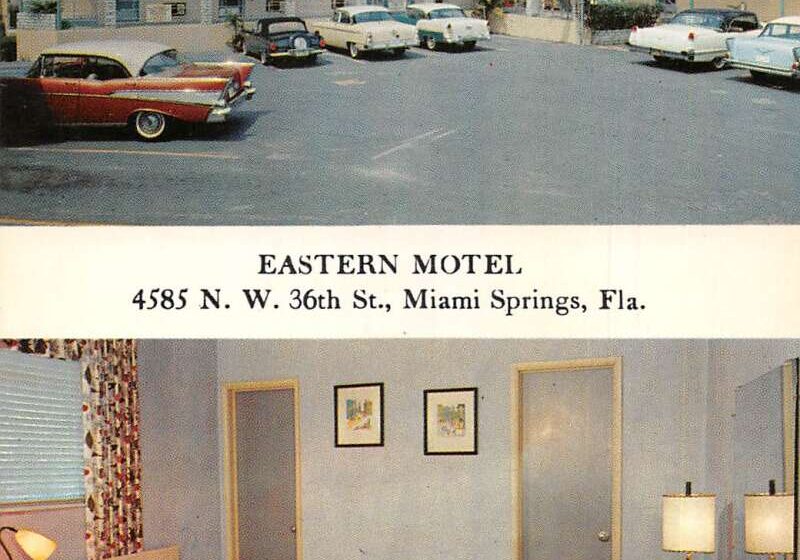 EASTERN MOTEL
4585 N. W. 36th St., Miami Springs, Fla.